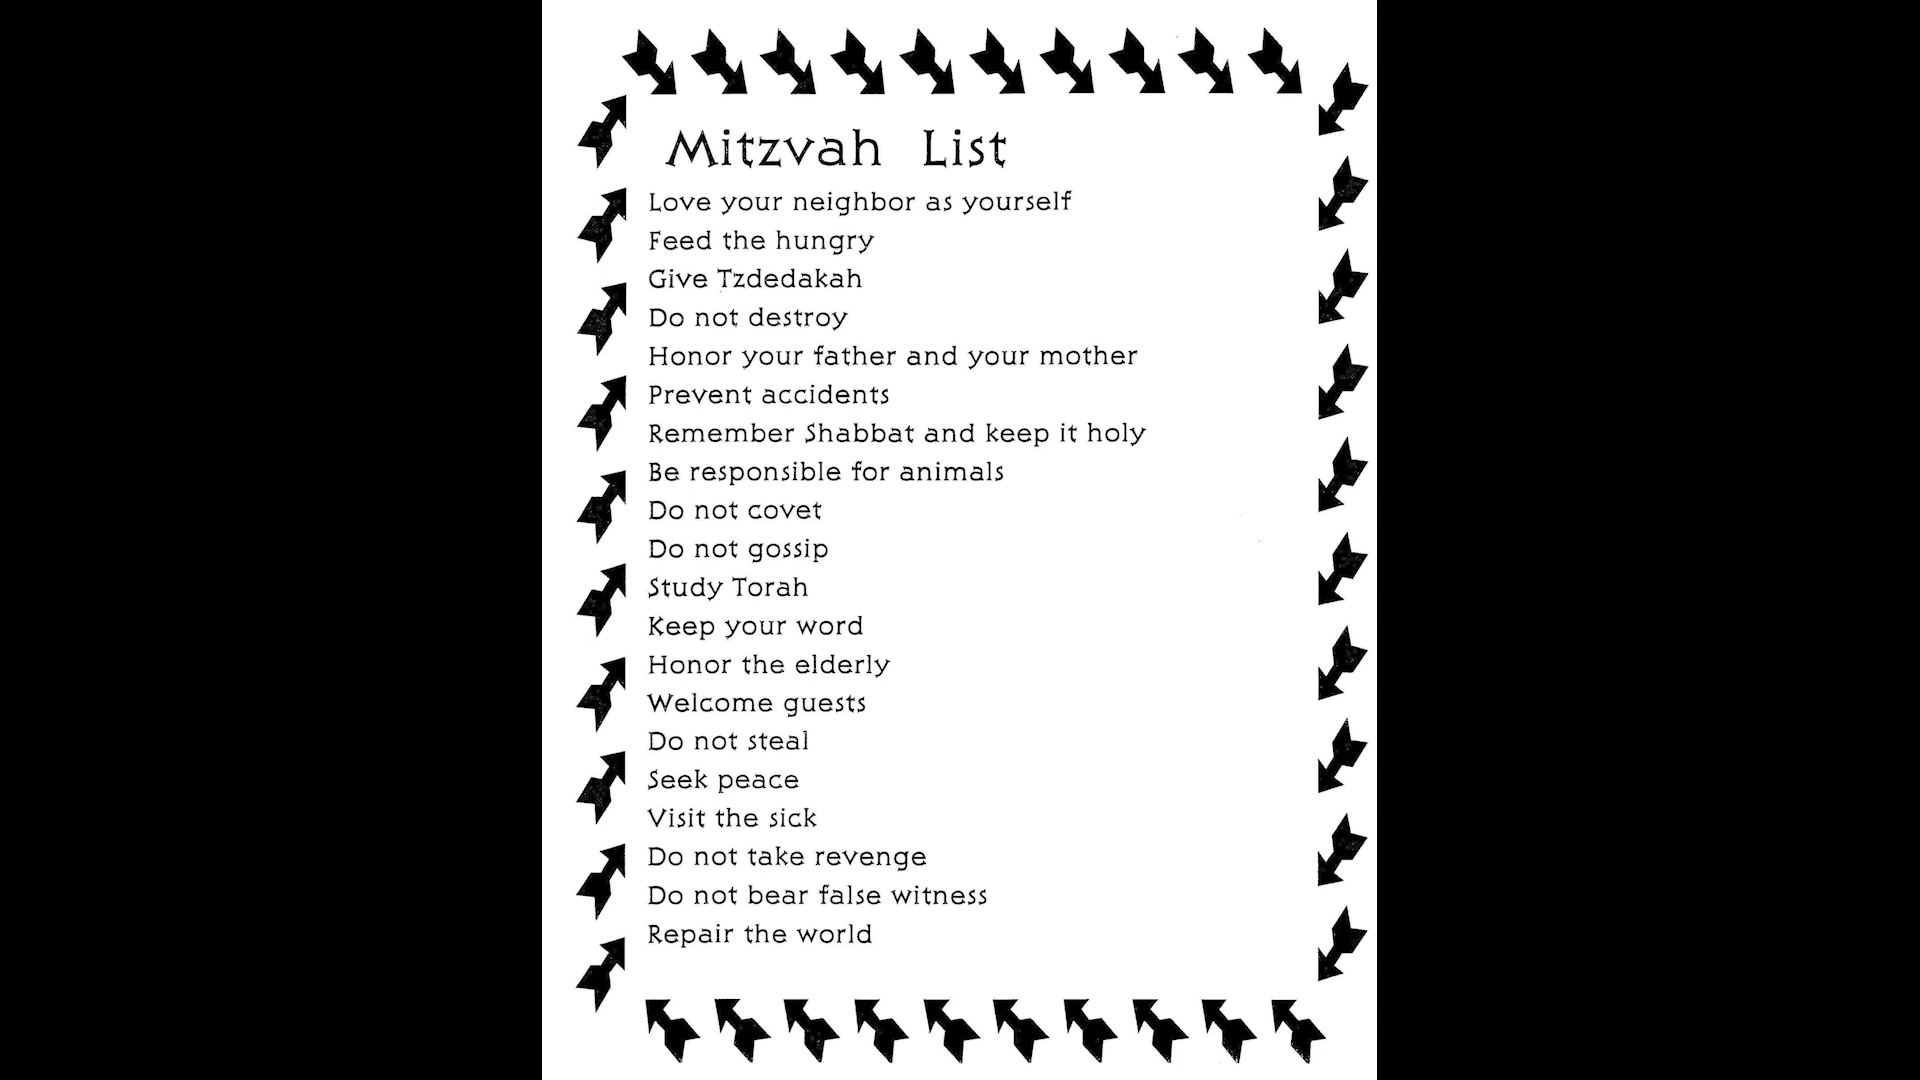 Mitzvah List
Love your neighbor as yourself
Feed the hungry
Give Tzdedakah
Do not destroy
Honor your father and your mother
Prevent accidents
Remember Shabbat and keep it holy
Be responsible for animals
Do not covet
Do not gossip
Study Torah
Keep your word
Honor the elderly
Welcome guests
Do not steal
Seek peace
Visit the sick
Do not take revenge
Do not bear false witness
Repair the world